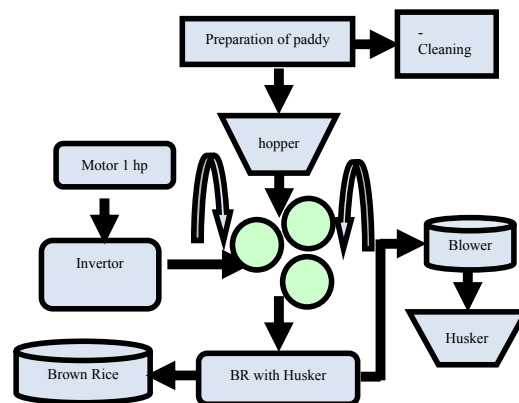 Preparation of paddy
-
Cleaning
hopper
Motor 1 hp
Invertor
Blower
Husker
BR with Husker
Brown Rice